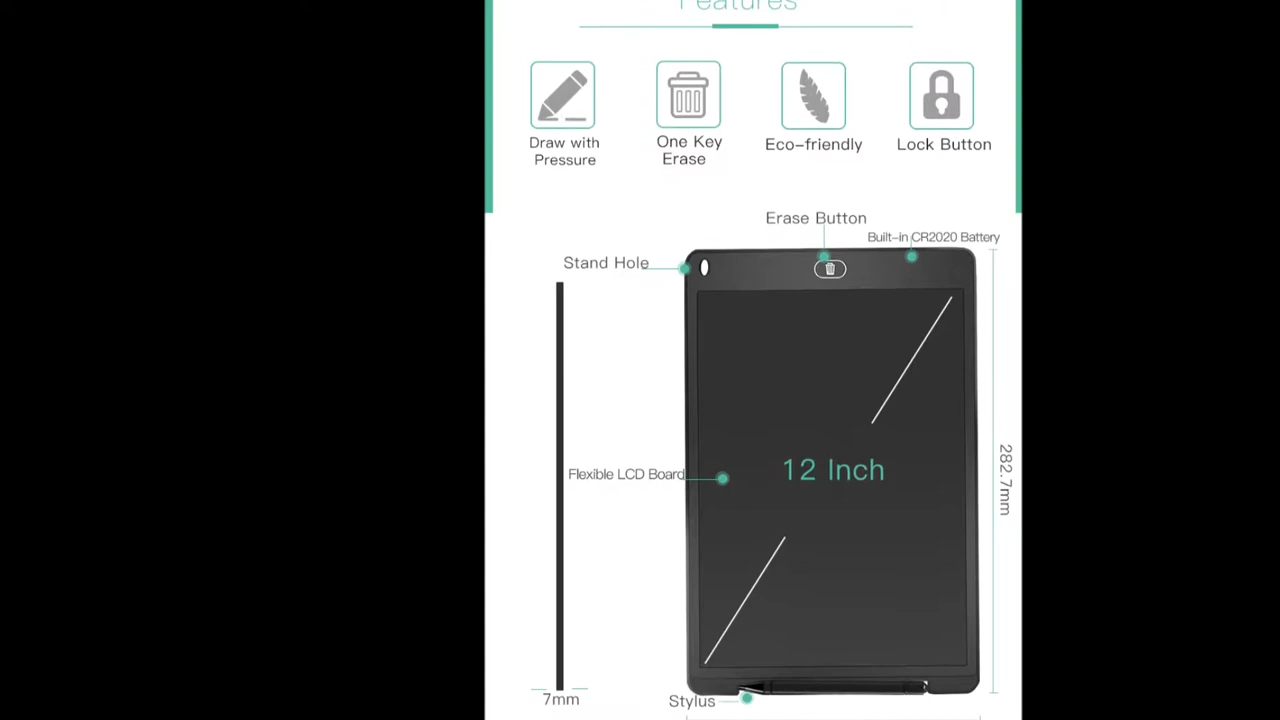 Features
Draw with
Pressure
One Key
Erase
Eco-friendly
Lock Button
Erase Button
Built-in CR2020 Battery
Stand Hole
Flexible LCD Board
12 Inch
282.7mm
7mm
Stylus